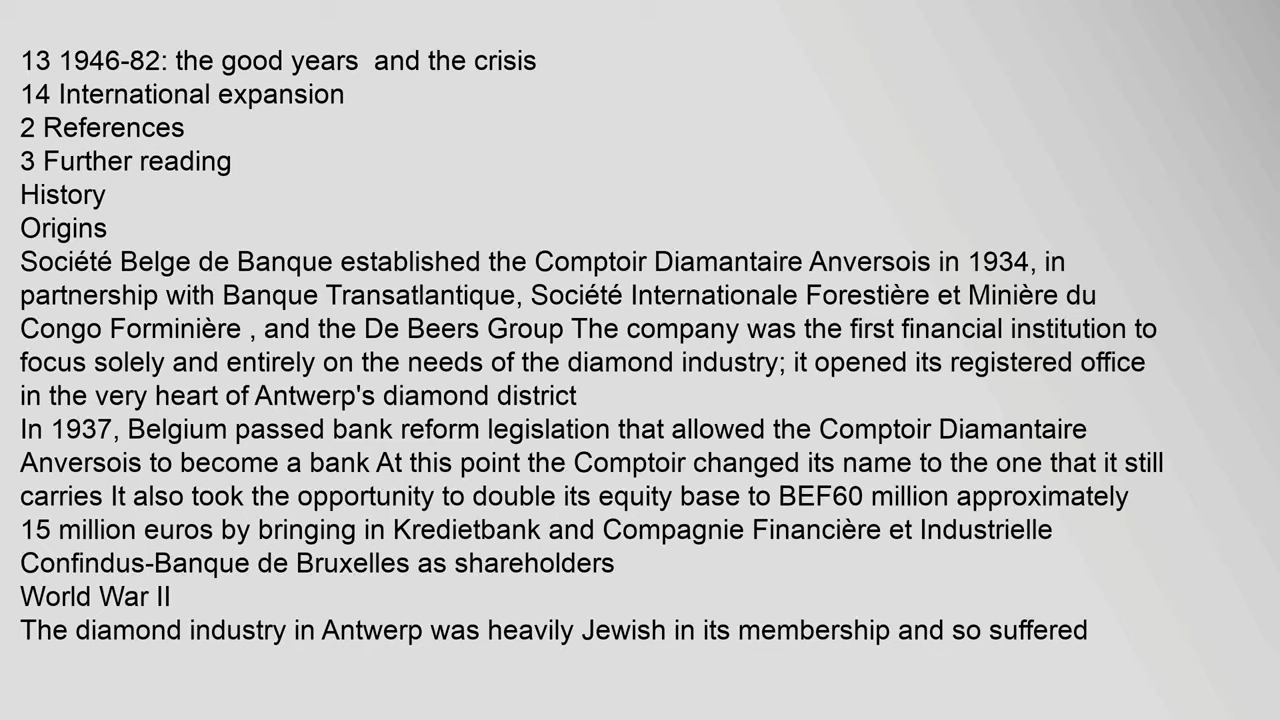 13 1946-82: the good years  and the crisis
14 International expansion
2 References
3 Further reading
History
Origins
Société Belge de Banque established the Comptoir Diamantaire Anversois in 1934, in
partnership with Banque Transatlantique, Société Internationale Forestière et Minière du
Congo Forminière , and the De Beers Group The company was the first financial institution to
focus solely and entirely on the needs of the diamond industry; it opened its registered office
in the very heart of Antwerp's diamond district
In 1937, Belgium passed bank reform legislation that allowed the Comptoir Diamantaire
Anversois to become a bank At this point the Comptoir changed its name to the one that it still
carries It also took the opportunity to double its equity base to BEF60 million approximately
15 million euros by bringing in Kredietbank and Compagnie Financière et Industrielle
Confindus-Banque de Bruxelles as shareholders
World War II
The diamond industry in Antwerp was heavily Jewish in its membership and so suffered